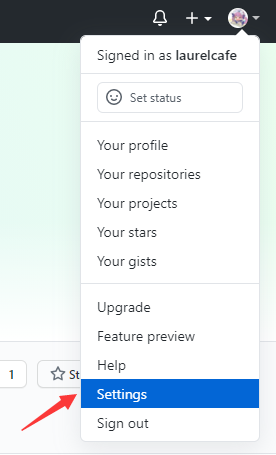 Signed in as laurelcafe
Set status
Your profile
Your repositories
Your projects
Your stars
Your gists
Upgrade
Feature preview
Help
1
St
Settings
Sign out